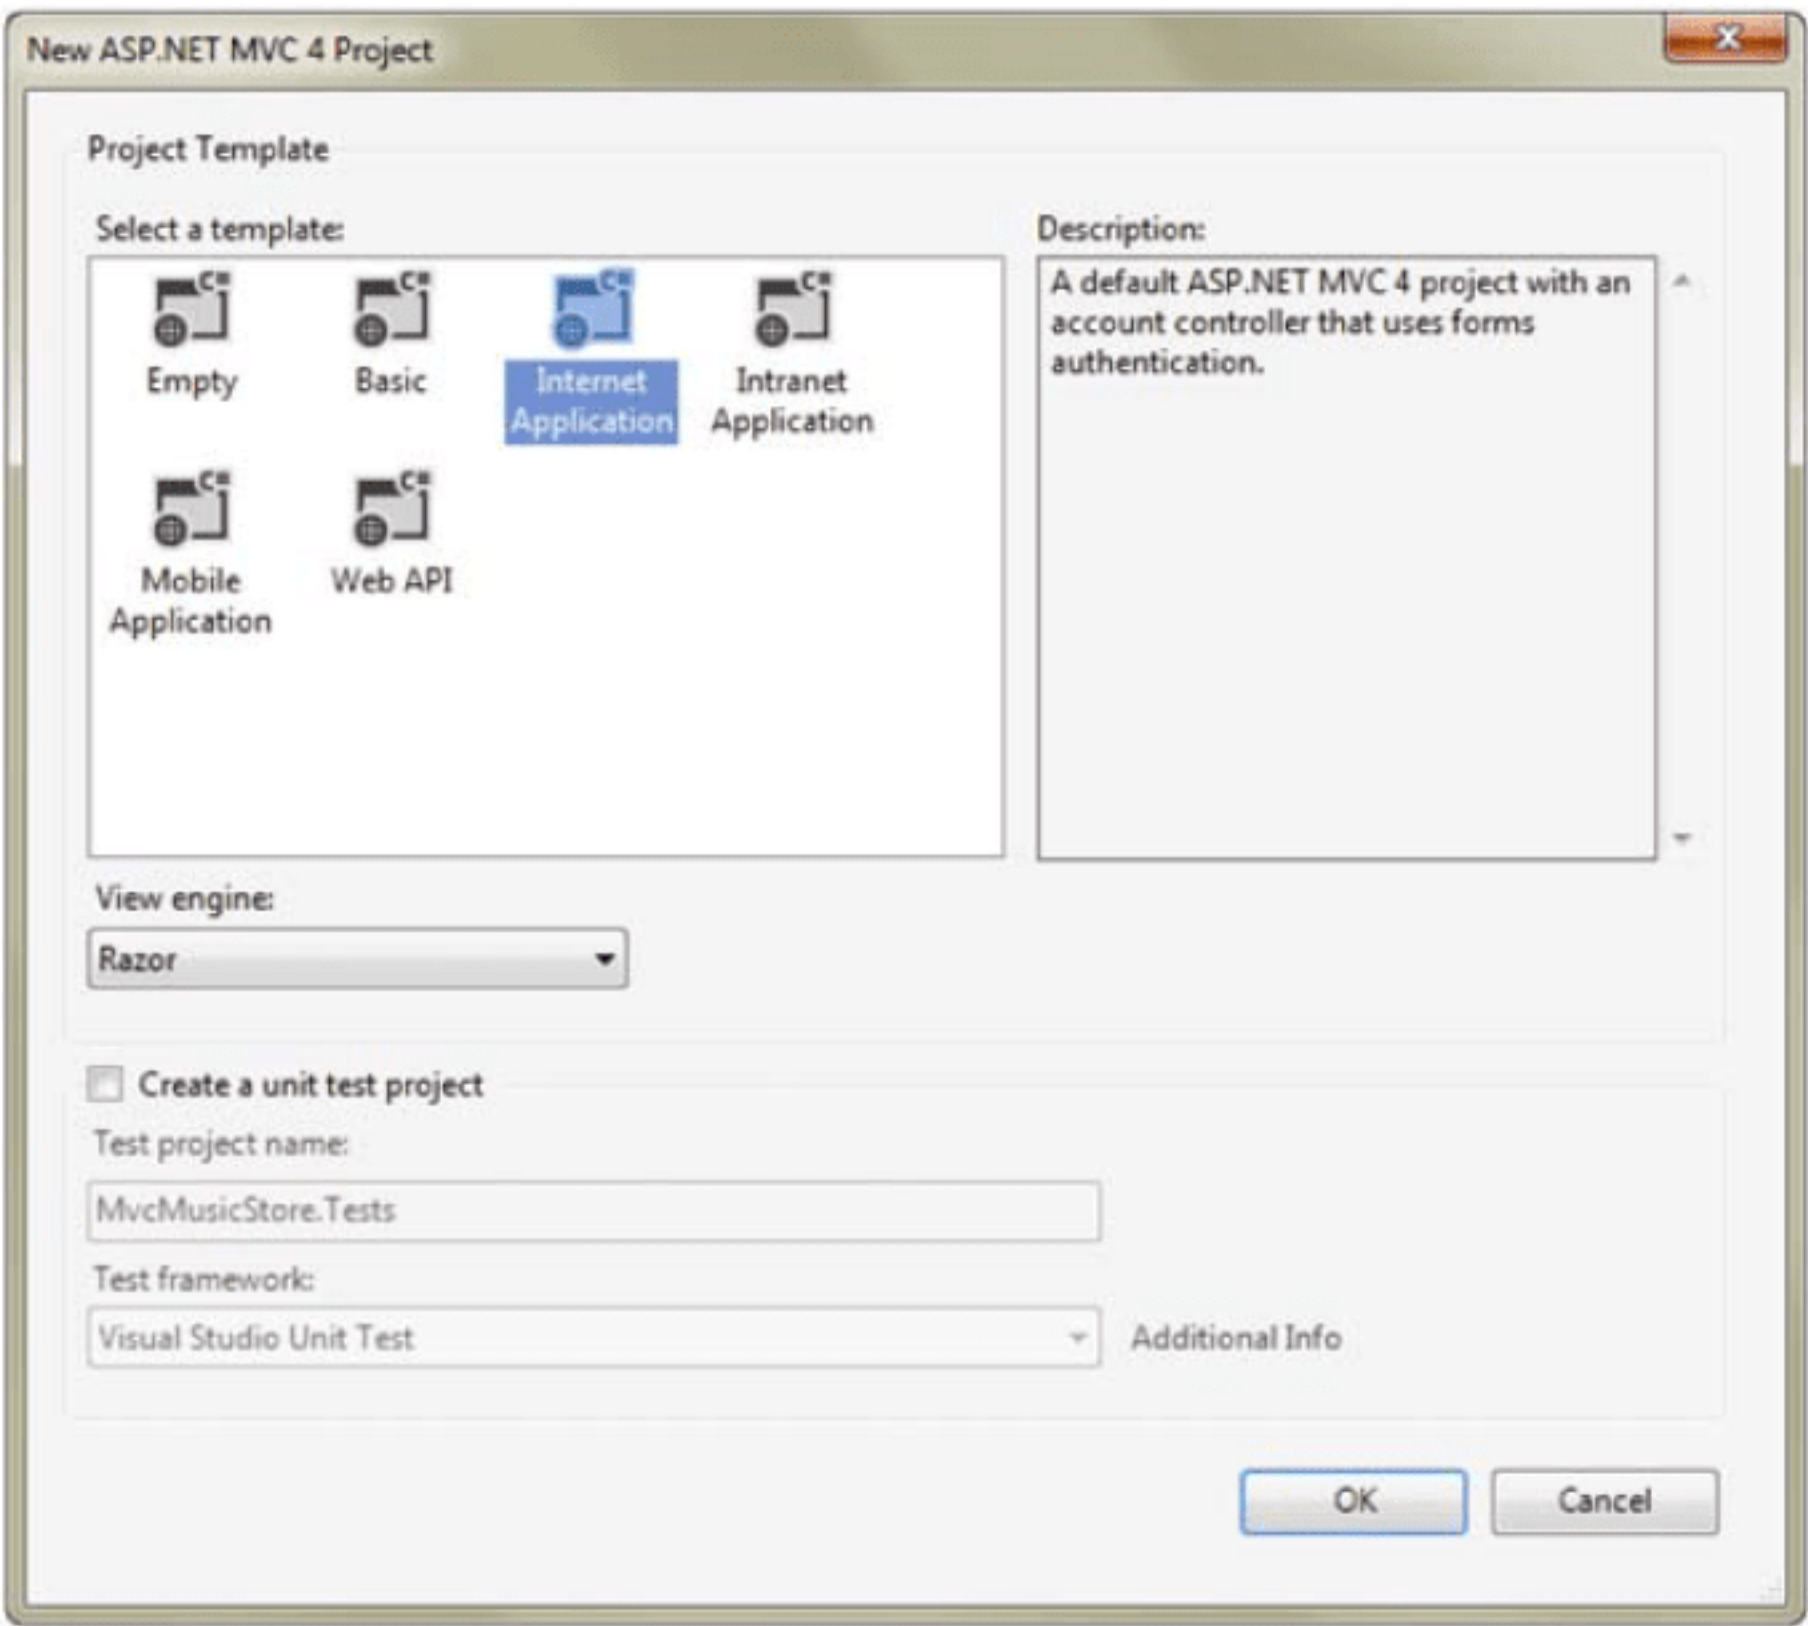 New ASP.NET MVC 4 Project
Project Template
Select a template:
Description:
C#
C#
C#
C#
Empty
Basic
Internet
Application
Intranet
Application
A default ASP.NET MVC 4 project with an
account controller that uses forms
authentication.
C#
C#
Mobile
Application
Web API
View engine:
Razor
Create a unit test project
Test project name:
MvcMusicStore.Tests
Test framework:
Visual Studio Unit Test
Additional Info
OK
Cancel